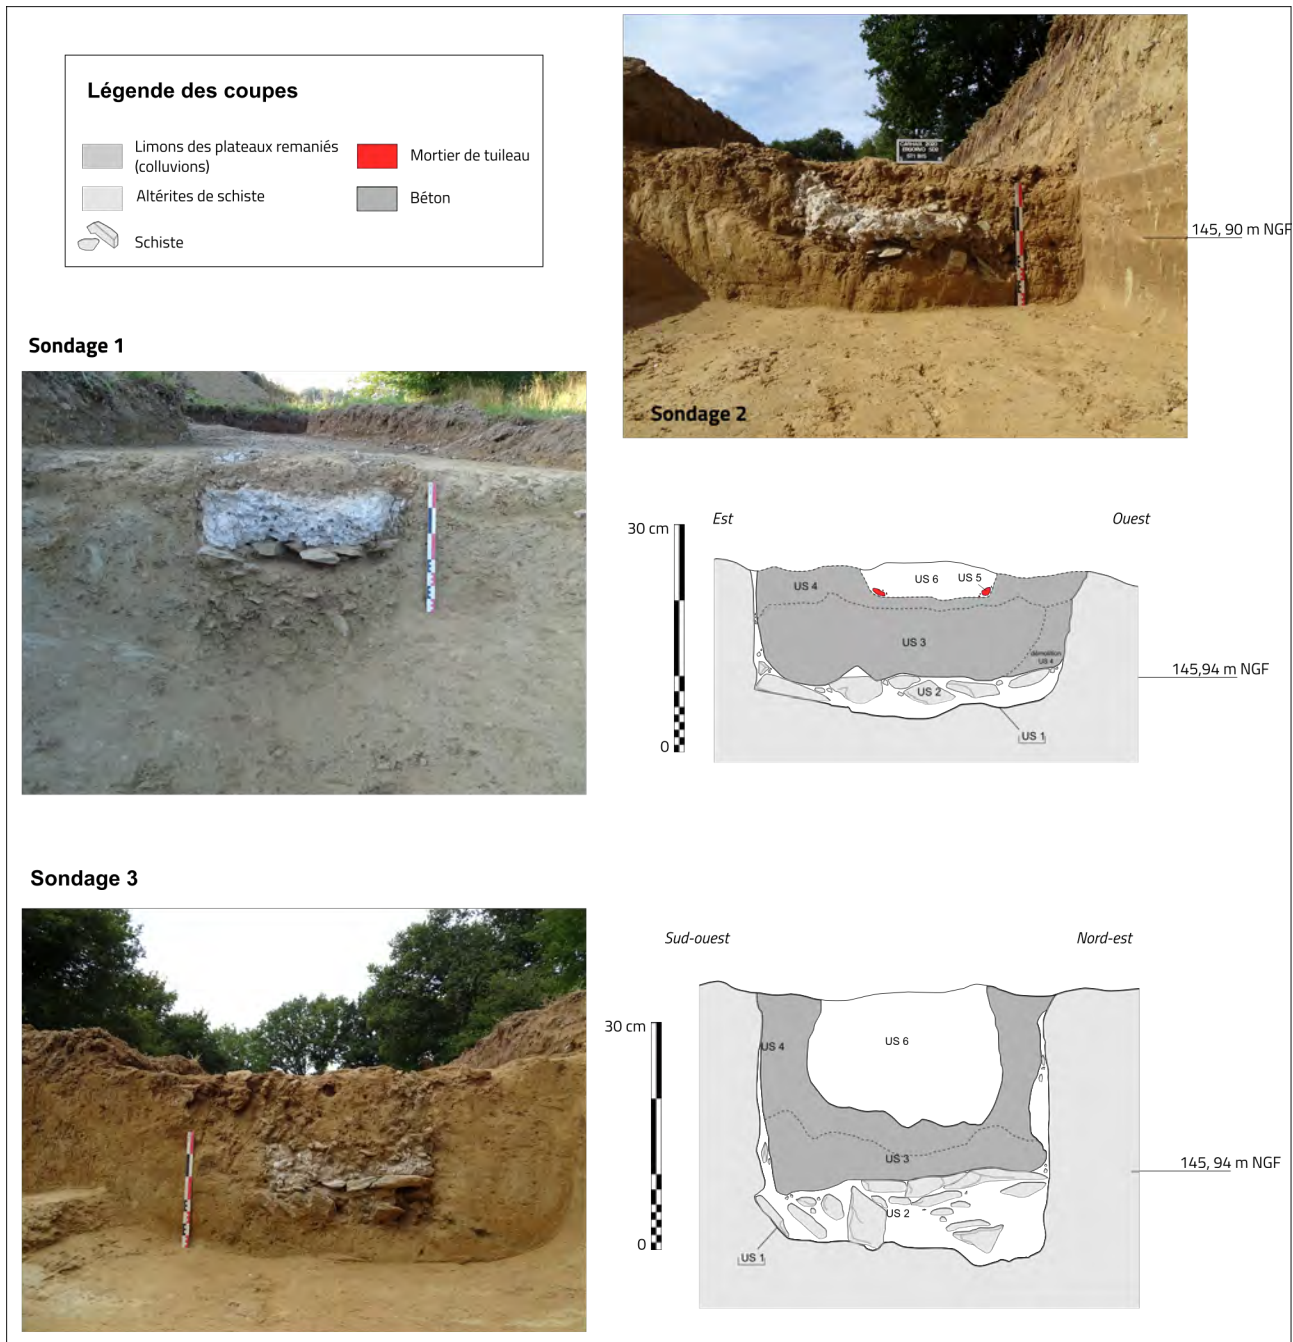 Légende des coupes
Limons des plateaux remaniés
(colluvions)
Mortier de tuileau
Altérites de schiste
Béton
Schiste
145, 90 m NGF
Sondage 2
Sondage 1
Est
Ouest
30 cm
US 4
US 6
US 5
US 3
démolition
US 4
US 2
145,94 m NGF
US 1
0
Sondage 3
Sud-ouest
Nord-est
30 cm
US 4
US 6
US 3
145, 94 m NGF
US 2
US 1
0